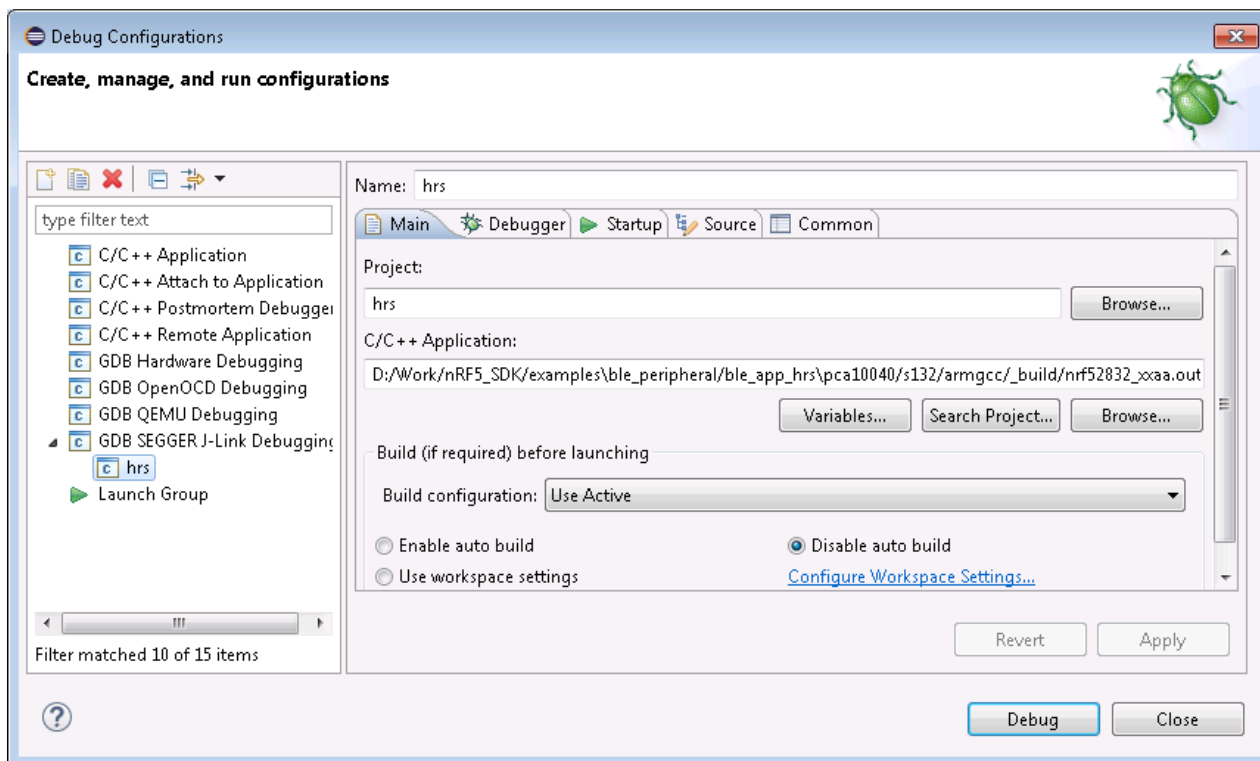 Debug Configurations
Create, manage, and run configurations
type filter text
C/C++ Application
C/C++ Attach to Application
C/C++ Postmortem Debugger
C/C++ Remote Application
GDB Hardware Debugging
GDB OpenOCD Debugging
GDB QEMU Debugging
GDB SEGGER J-Link Debugging
hrs
Launch Group
Filter matched 10 of 15 items
Name: hrs
Main Debugger Startup Source Common
Project:
hrs Browse...
C/C++ Application:
D:/Work/nRF5_SDK/examples\ble_peripheral/ble_app_hrs\pca10040/s132/armgcc/_build/nrf52832_xxaa.out
Variables... Search Project... Browse...
Build (if required) before launching
Build configuration: Use Active
Enable auto build Disable auto build
Use workspace settings Configure Workspace Settings...
Revert Apply
? Debug Close